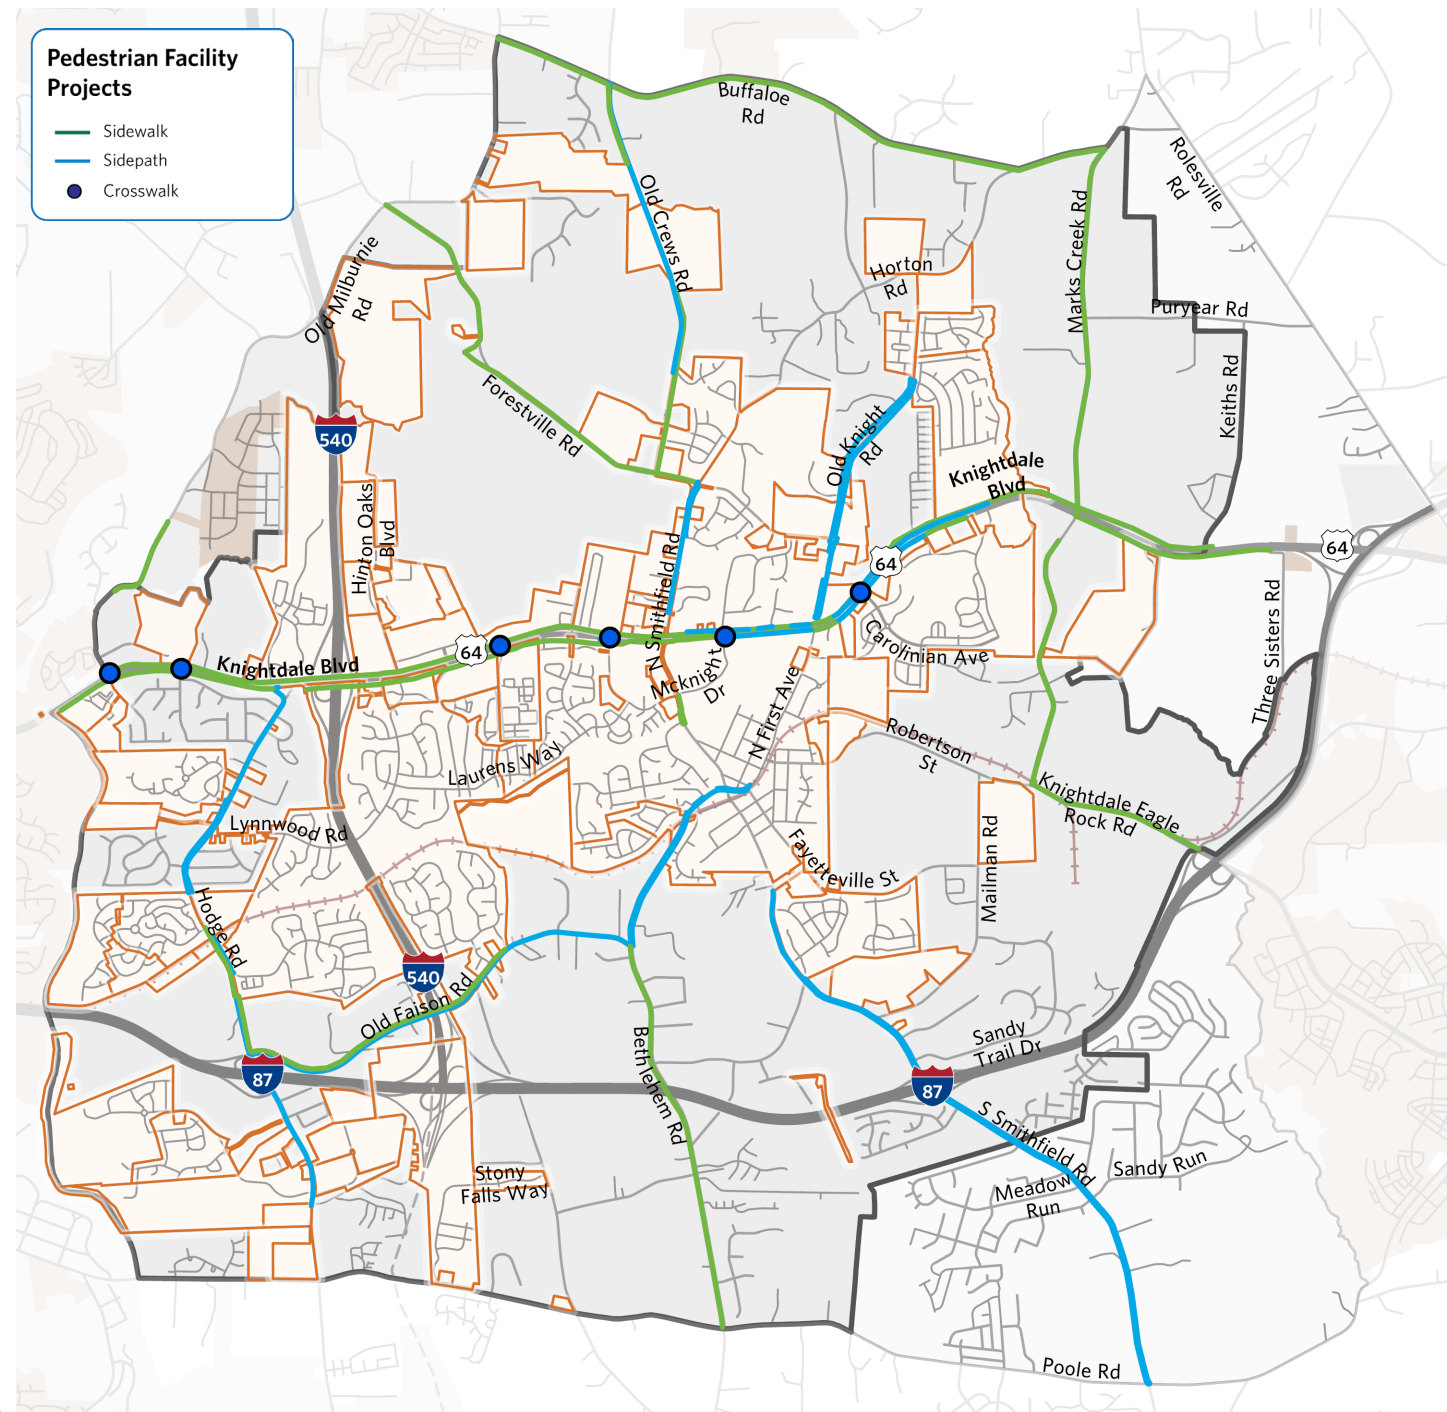 Pedestrian Facility
Projects
Sidewalk
Sidepath
Crosswalk
Buffaloe
Rd
Rolesville
Rd
Old Crews Rd
Marks Creek Rd
Old Milburnie
Rd
Horton
Rd
Puryear Rd
Keiths Rd
Forestville Rd
540
Old Knight
Rd
Knightdale
Blvd
Hinton Oaks
Blvd
N Smithfield Rd
64
64
Three Sisters Rd
Carolinian Ave
64
Knightdale Blvd
Mcknight
Dr
N First Ave
Robertson
St
Laurens Way
Knightdale Eagle
Rock Rd
Lynnwood Rd
Mailman Rd
Fayetteville St
Hodge Rd
540
Old Faison Rd
Bethlehem Rd
Sandy
Trail Dr
87
87
S Smithfield Rd
Sandy Run
Meadow
Run
Stony
Falls Way
Poole Rd